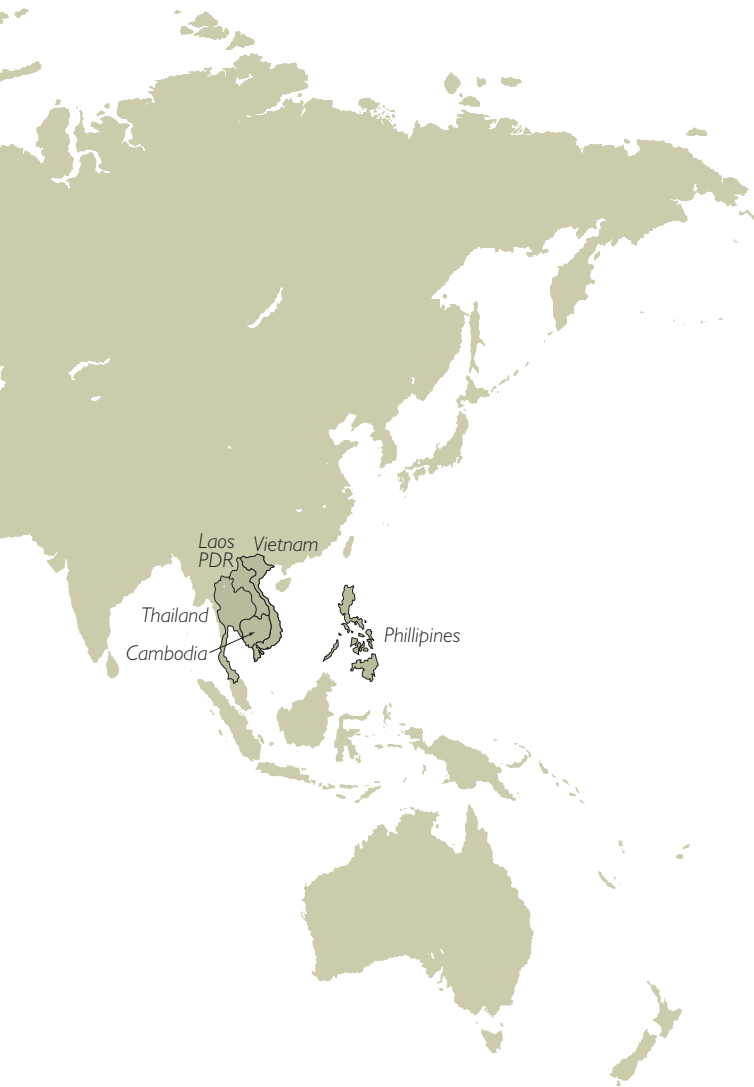 Laos
PDR
Vietnam
Thailand
Cambodia
Phillipines